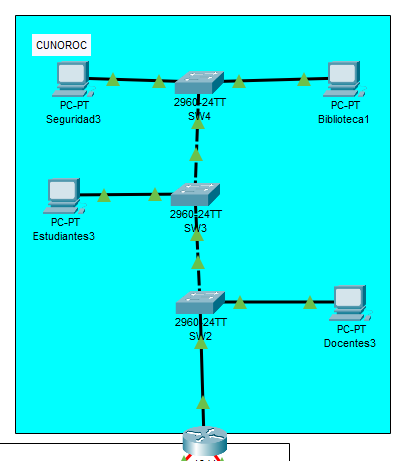 CUNOROC
PC-PT
Seguridad3
2960-24TT
SW4
PC-PT
Biblioteca1
PC-PT
Estudiantes3
2960-24TT
SW3
2960-24TT
SW2
PC-PT
Docentes3